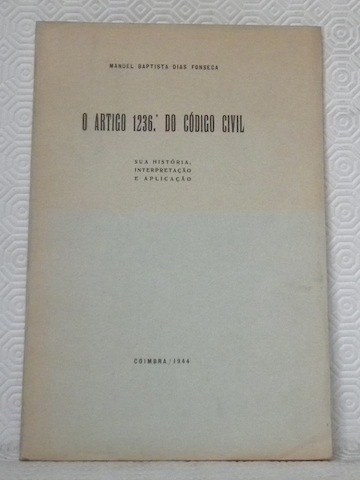 MANUEL BAPTISTA DIAS FONSECA
O ARTIGO 1236.º DO CÓDIGO CIVIL
SUA HISTÓRIA,
INTERPRETAÇÃO
E APLICAÇÃO
COIMBRA/1944